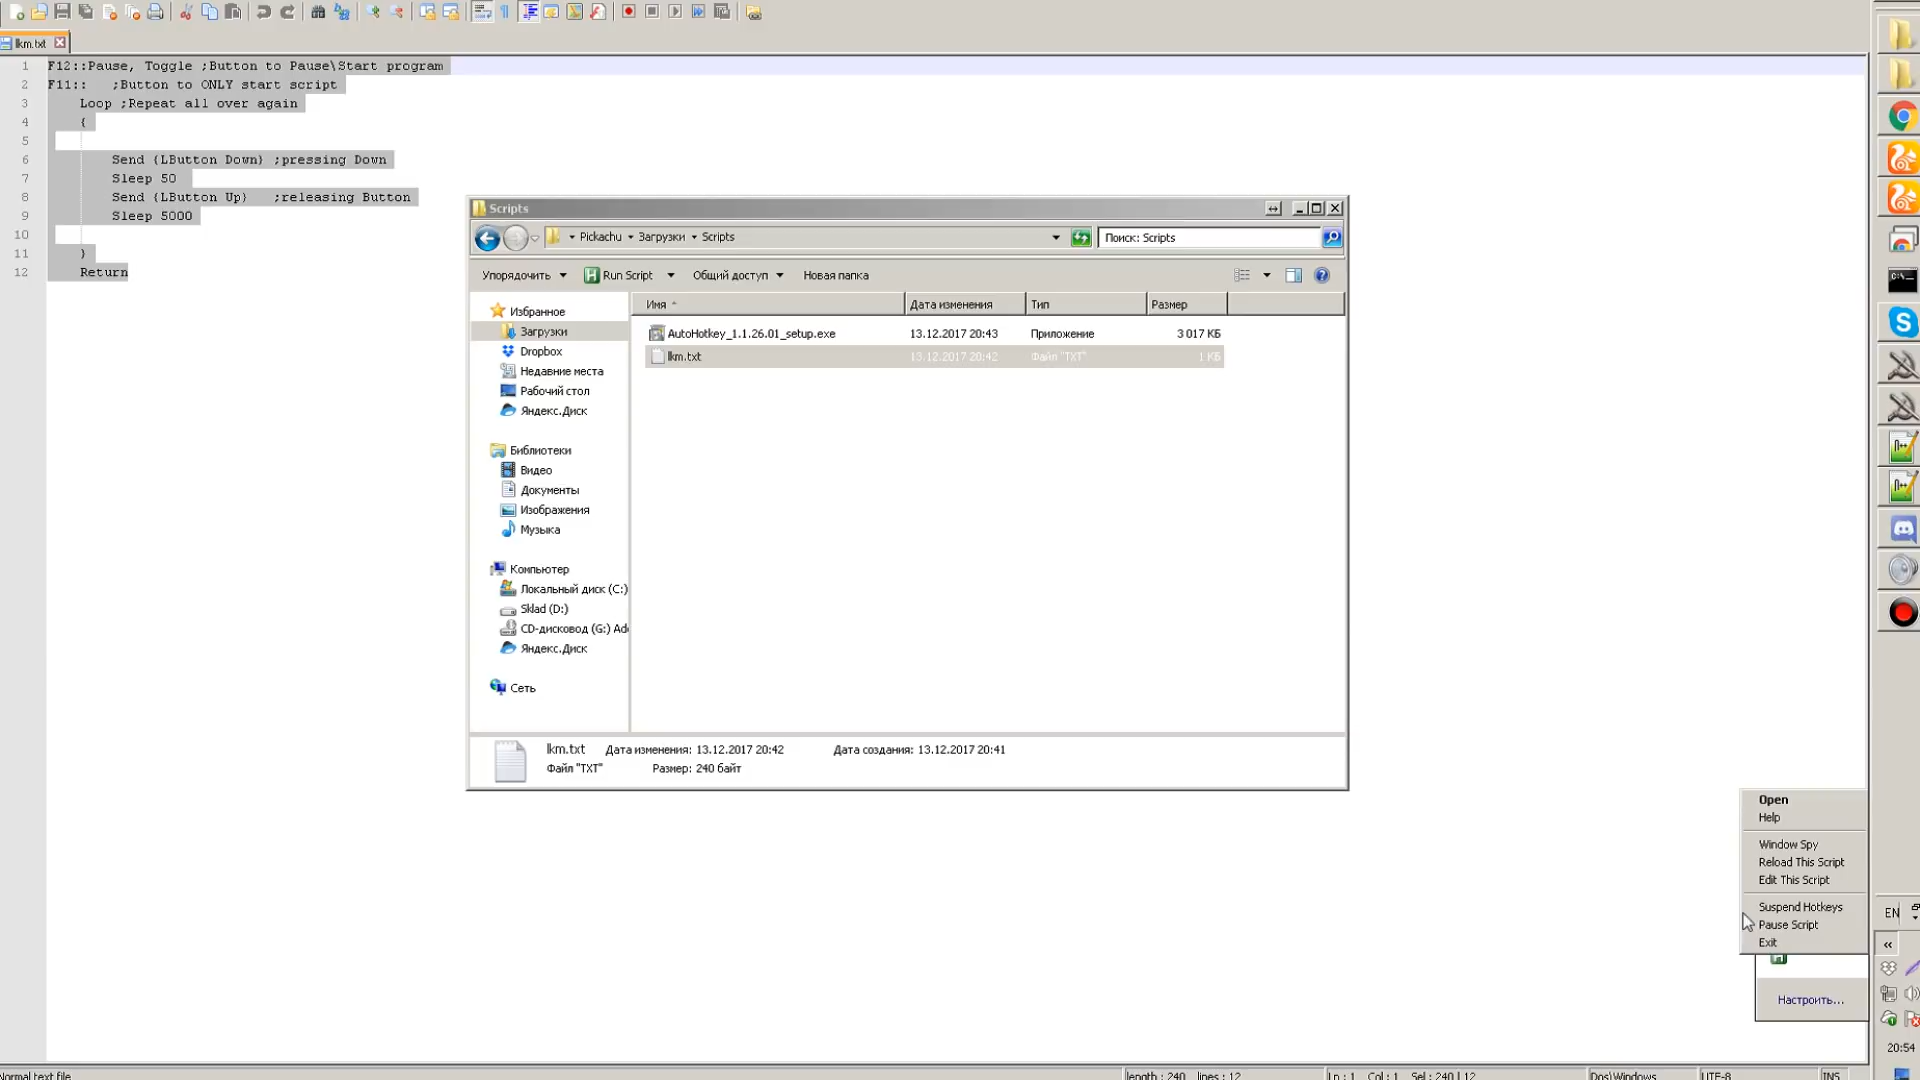 lkm.txt
1 F12::Pause, Toggle ;Button to Pause\Start program
2 F11::   ;Button to ONLY start script
3 Loop ;Repeat all over again
4 {
5
6 Send {LButton Down} ;pressing Down
7 Sleep 50
8 Send {LButton Up}   ;releasing Button
9 Sleep 5000
10
11 }
12 Return
Scripts
Pickachu Загрузки Scripts
Поиск: Scripts
Упорядочить Run Script Общий доступ Новая папка
Имя Дата изменения Тип Размер
AutoHotkey_1.1.26.01_setup.exe 13.12.2017 20:43 Приложение 3 017 КБ
lkm.txt 13.12.2017 20:42 Файл "TXT" 1 КБ
Избранное
Загрузки
Dropbox
Недавние места
Рабочий стол
Яндекс.Диск
Библиотеки
Видео
Документы
Изображения
Музыка
Компьютер
Локальный диск (C:)
Sklad (D:)
CD-дисковод (G:) Ad
Яндекс.Диск
Сеть
lkm.txt Дата изменения: 13.12.2017 20:42 Дата создания: 13.12.2017 20:41
Файл "TXT" Размер: 240 байт
Open
Help
Window Spy
Reload This Script
Edit This Script
Suspend Hotkeys
Pause Script
Exit
Настроить...
EN
«
20:54
Normal text file length : 240 lines : 12 Ln : 1 Col : 1 Sel : 240 | 12 Dos\Windows UTF-8 INS